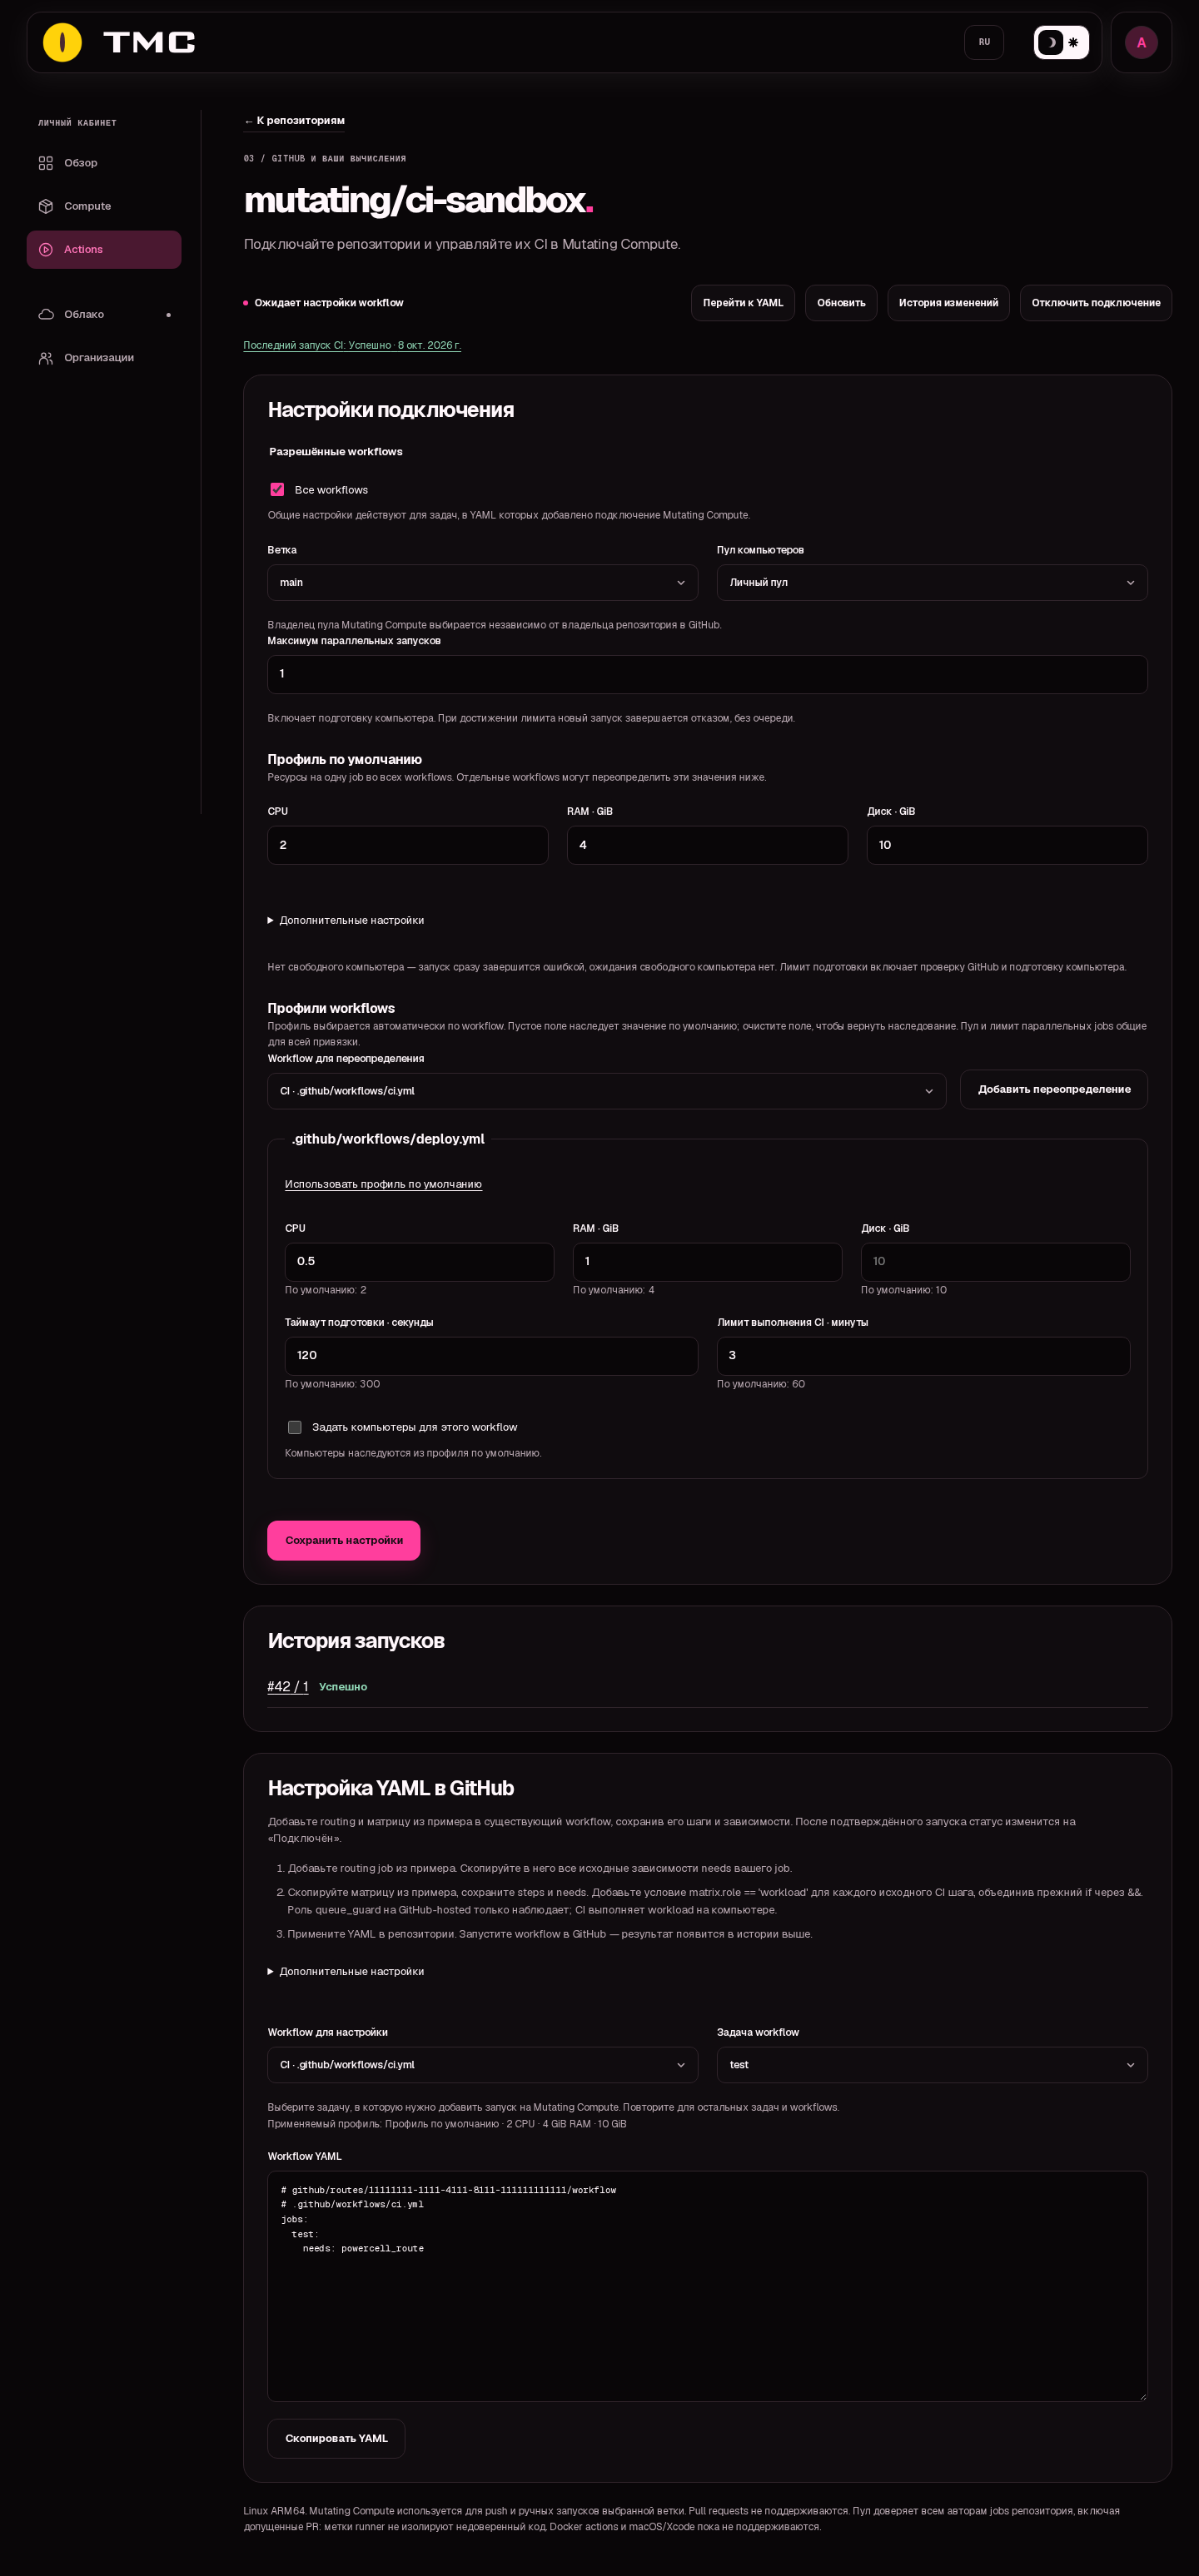 TMC
RU
A
ЛИЧНЫЙ КАБИНЕТ
Обзор
Compute
Actions
Облако
Организации
← К репозиториям
03 / GITHUB И ВАШИ ВЫЧИСЛЕНИЯ
mutating/ci-sandbox.
Подключайте репозитории и управляйте их CI в Mutating Compute.
Ожидает настройки workflow
Перейти к YAML
Обновить
История изменений
Отключить подключение
Последний запуск CI: Успешно · 8 окт. 2026 г.
Настройки подключения
Разрешённые workflows
Все workflows
Общие настройки действуют для задач, в YAML которых добавлено подключение Mutating Compute.
Ветка
Пул компьютеров
main
Личный пул
Владелец пула Mutating Compute выбирается независимо от владельца репозитория в GitHub.
Максимум параллельных запусков
1
Включает подготовку компьютера. При достижении лимита новый запуск завершается отказом, без очереди.
Профиль по умолчанию
Ресурсы на одну job во всех workflows. Отдельные workflows могут переопределить эти значения ниже.
CPU
RAM · GiB
Диск · GiB
2
4
10
Дополнительные настройки
Нет свободного компьютера — запуск сразу завершится ошибкой, ожидания свободного компьютера нет. Лимит подготовки включает проверку GitHub и подготовку компьютера.
Профили workflows
Профиль выбирается автоматически по workflow. Пустое поле наследует значение по умолчанию; очистите поле, чтобы вернуть наследование. Пул и лимит параллельных jobs общие
для всей привязки.
Workflow для переопределения
CI · .github/workflows/ci.yml
Добавить переопределение
.github/workflows/deploy.yml
Использовать профиль по умолчанию
CPU
RAM · GiB
Диск · GiB
0.5
1
10
По умолчанию: 2
По умолчанию: 4
По умолчанию: 10
Таймаут подготовки · секунды
Лимит выполнения CI · минуты
120
3
По умолчанию: 300
По умолчанию: 60
Задать компьютеры для этого workflow
Компьютеры наследуются из профиля по умолчанию.
Сохранить настройки
История запусков
#42 / 1 Успешно
Настройка YAML в GitHub
Добавьте routing и матрицу из примера в существующий workflow, сохранив его шаги и зависимости. После подтверждённого запуска статус изменится на
«Подключён».
1. Добавьте routing job из примера. Скопируйте в него все исходные зависимости needs вашего job.
2. Скопируйте матрицу из примера, сохраните steps и needs. Добавьте условие matrix.role == 'workload' для каждого исходного CI шага, объединив прежний if через &&.
Роль queue_guard на GitHub-hosted только наблюдает; CI выполняет workload на компьютере.
3. Примените YAML в репозитории. Запустите workflow в GitHub — результат появится в истории выше.
Дополнительные настройки
Workflow для настройки
Задача workflow
CI · .github/workflows/ci.yml
test
Выберите задачу, в которую нужно добавить запуск на Mutating Compute. Повторите для остальных задач и workflows.
Применяемый профиль: Профиль по умолчанию · 2 CPU · 4 GiB RAM · 10 GiB
Workflow YAML
# github/routes/11111111-1111-4111-8111-111111111111/workflow
# .github/workflows/ci.yml
jobs:
  test:
    needs: powercell_route
Скопировать YAML
Linux ARM64. Mutating Compute используется для push и ручных запусков выбранной ветки. Pull requests не поддерживаются. Пул доверяет всем авторам jobs репозитория, включая
допущенные PR: метки runner не изолируют недоверенный код. Docker actions и macOS/Xcode пока не поддерживаются.